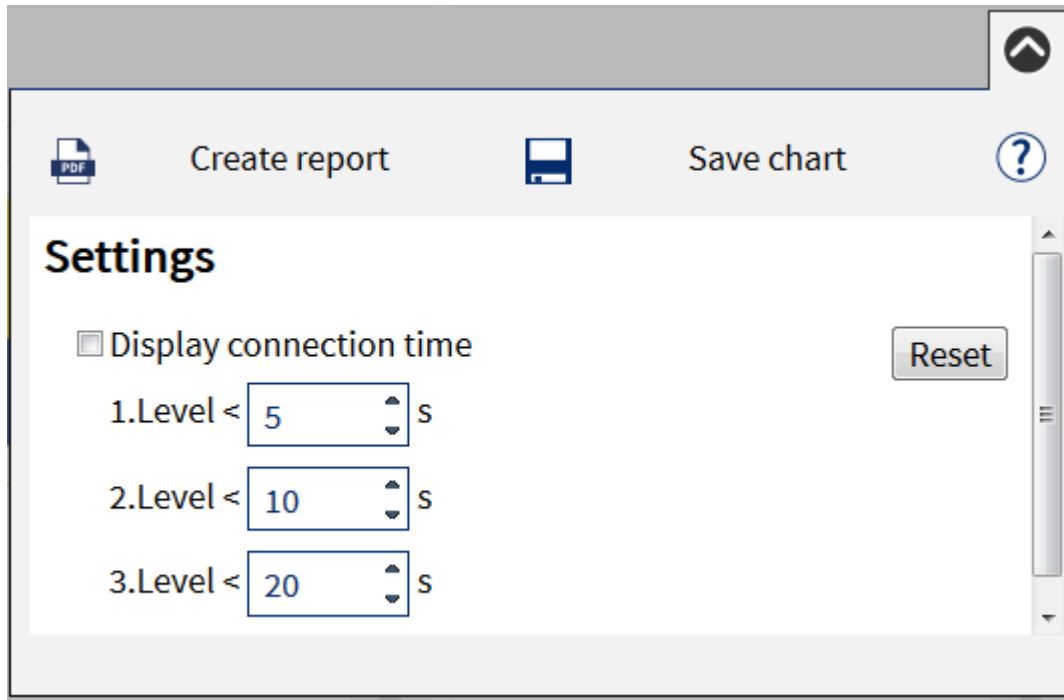 PDF Create report Save chart ?
Settings
Display connection time
Reset
1.Level < 5 s
2.Level < 10 s
3.Level < 20 s